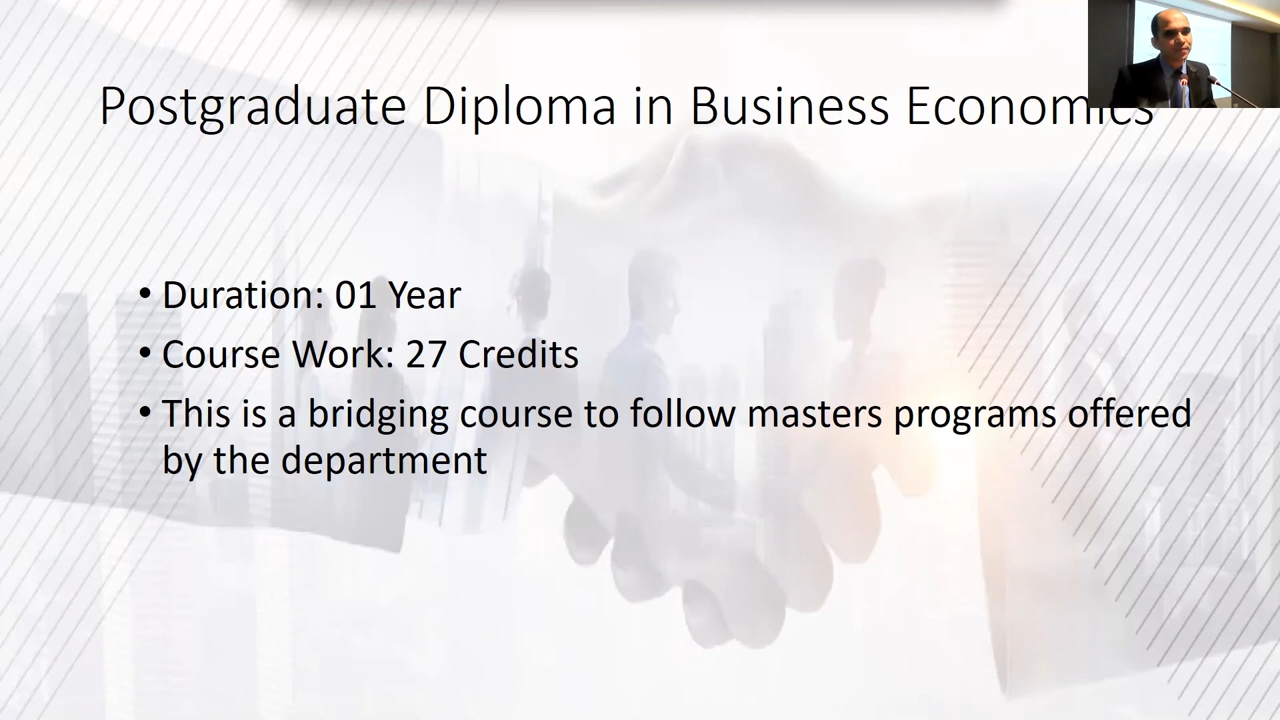 Postgraduate Diploma in Business Economics
• Duration: 01 Year
• Course Work: 27 Credits
• This is a bridging course to follow masters programs offered
by the department